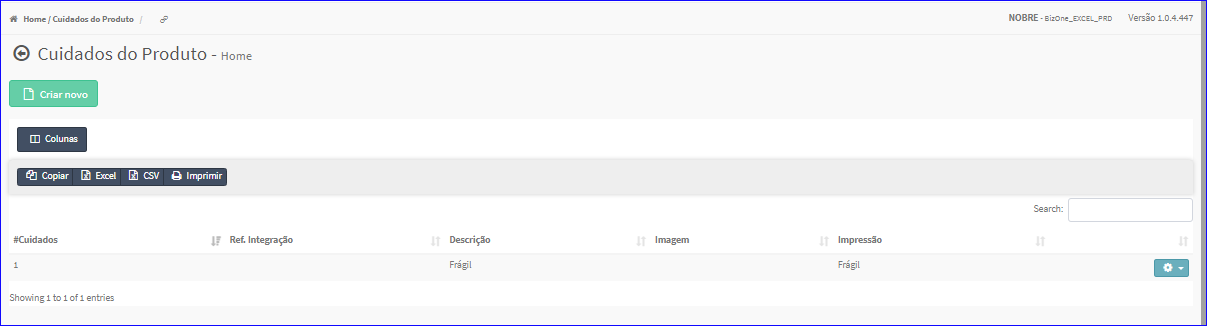 Home / Cuidados do Produto /
NOBRE - BizOne_EXCEL_PRD Versão 1.0.4.447
Cuidados do Produto - Home
Criar novo
Colunas
Copiar Excel CSV Imprimir
Search:
#Cuidados Ref. Integração Descrição Imagem Impressão
1 Frágil Frágil
Showing 1 to 1 of 1 entries